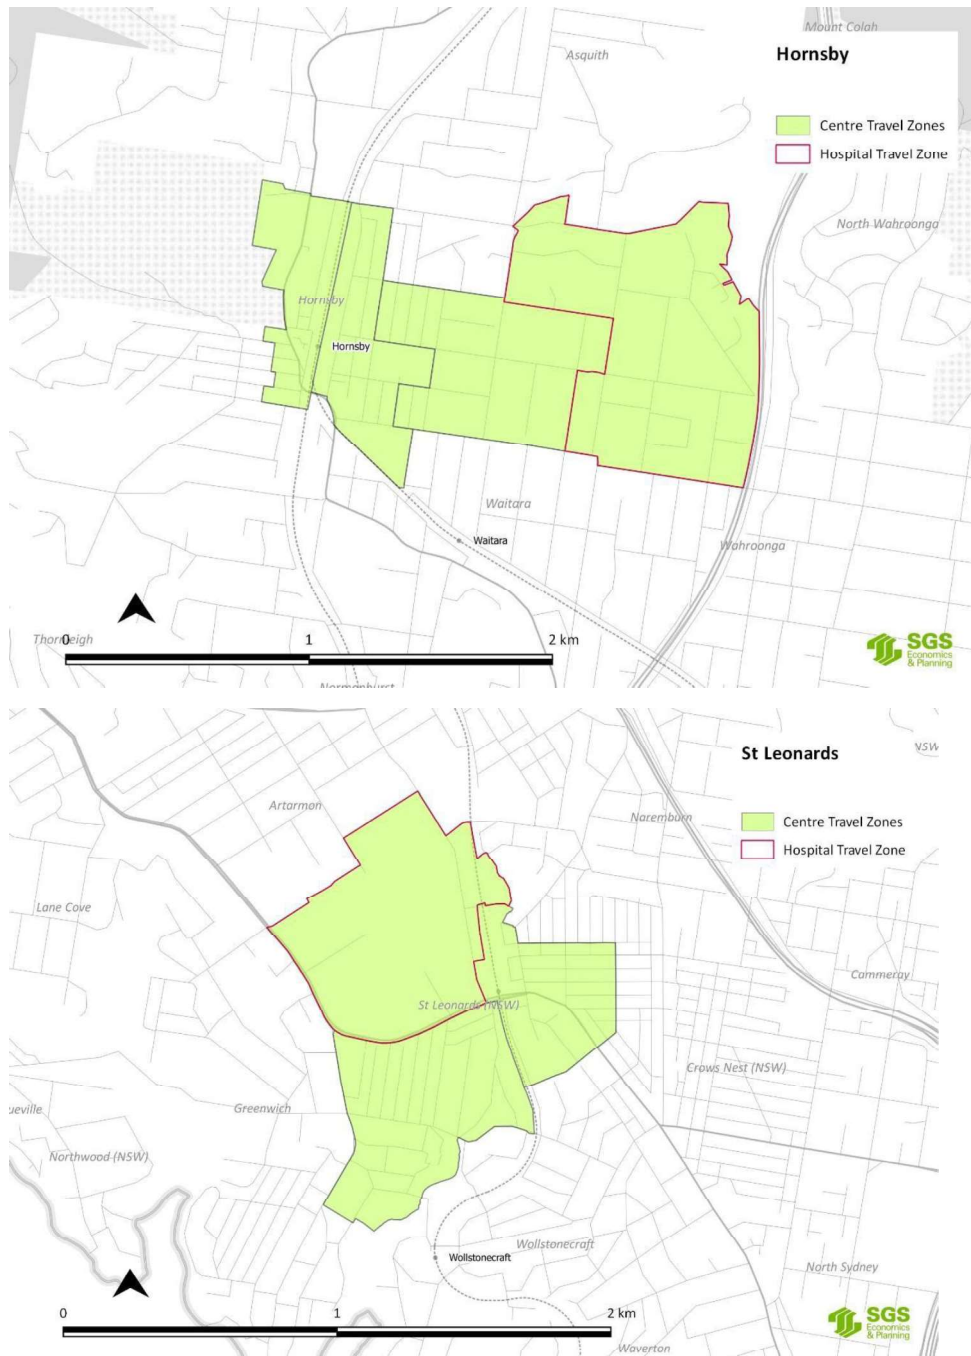 Mount Colah
Asquith
Hornsby
Centre Travel Zones
Hospital Travel Zone
North Wahroonga
Hornsby
Hornsby
Waitara
Waitara
Wahroonga
Thornleigh
0
1
2 km
SGS
Economics
& Planning
Normanhurst
St Leonards
NSW
Artarmon
Naremburn
Centre Travel Zones
Hospital Travel Zone
Lane Cove
Cammeray
St Leonards (NSW)
Crows Nest (NSW)
Greenwich
ueville
Northwood (NSW)
Wollstonecraft
Wollstonecraft
North Sydney
0
1
2 km
SGS
Economics
& Planning
Waverton